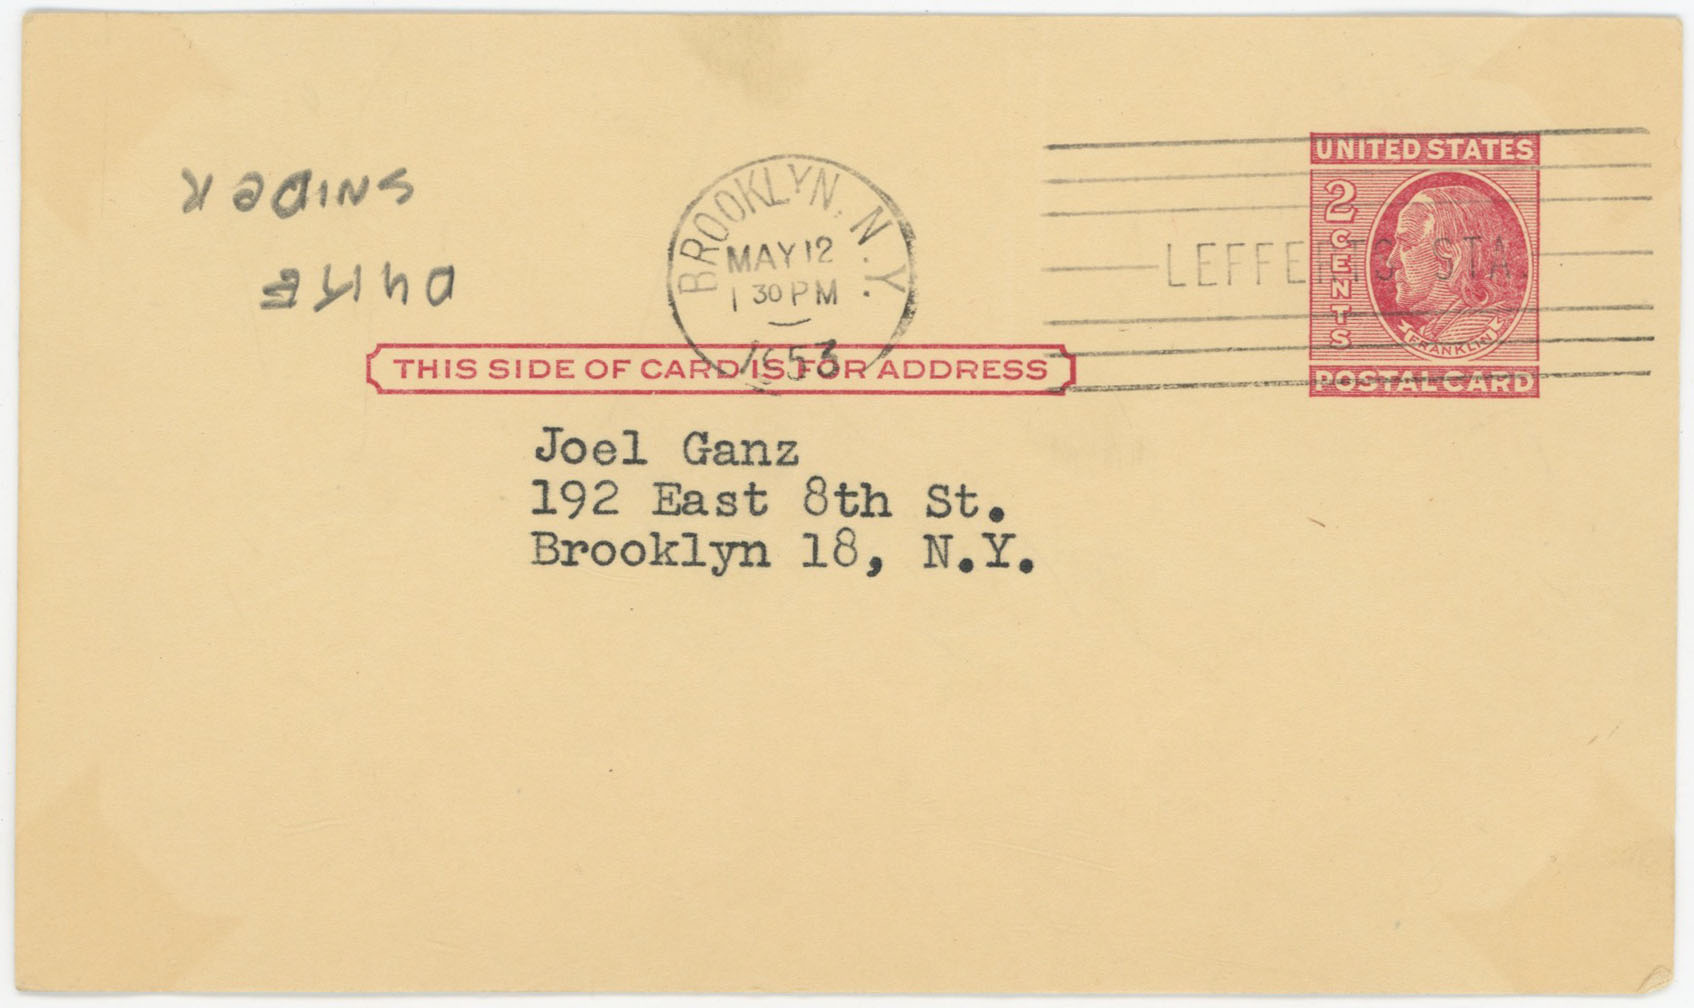 DUKE
SNIDER
BROOKLYN, N.Y.
MAY 12
1 30 PM
1953
LEFFERTS STA.
UNITED STATES
2 CENTS
FRANKLIN
POSTAL CARD
THIS SIDE OF CARD IS FOR ADDRESS
Joel Ganz
192 East 8th St.
Brooklyn 18, N.Y.